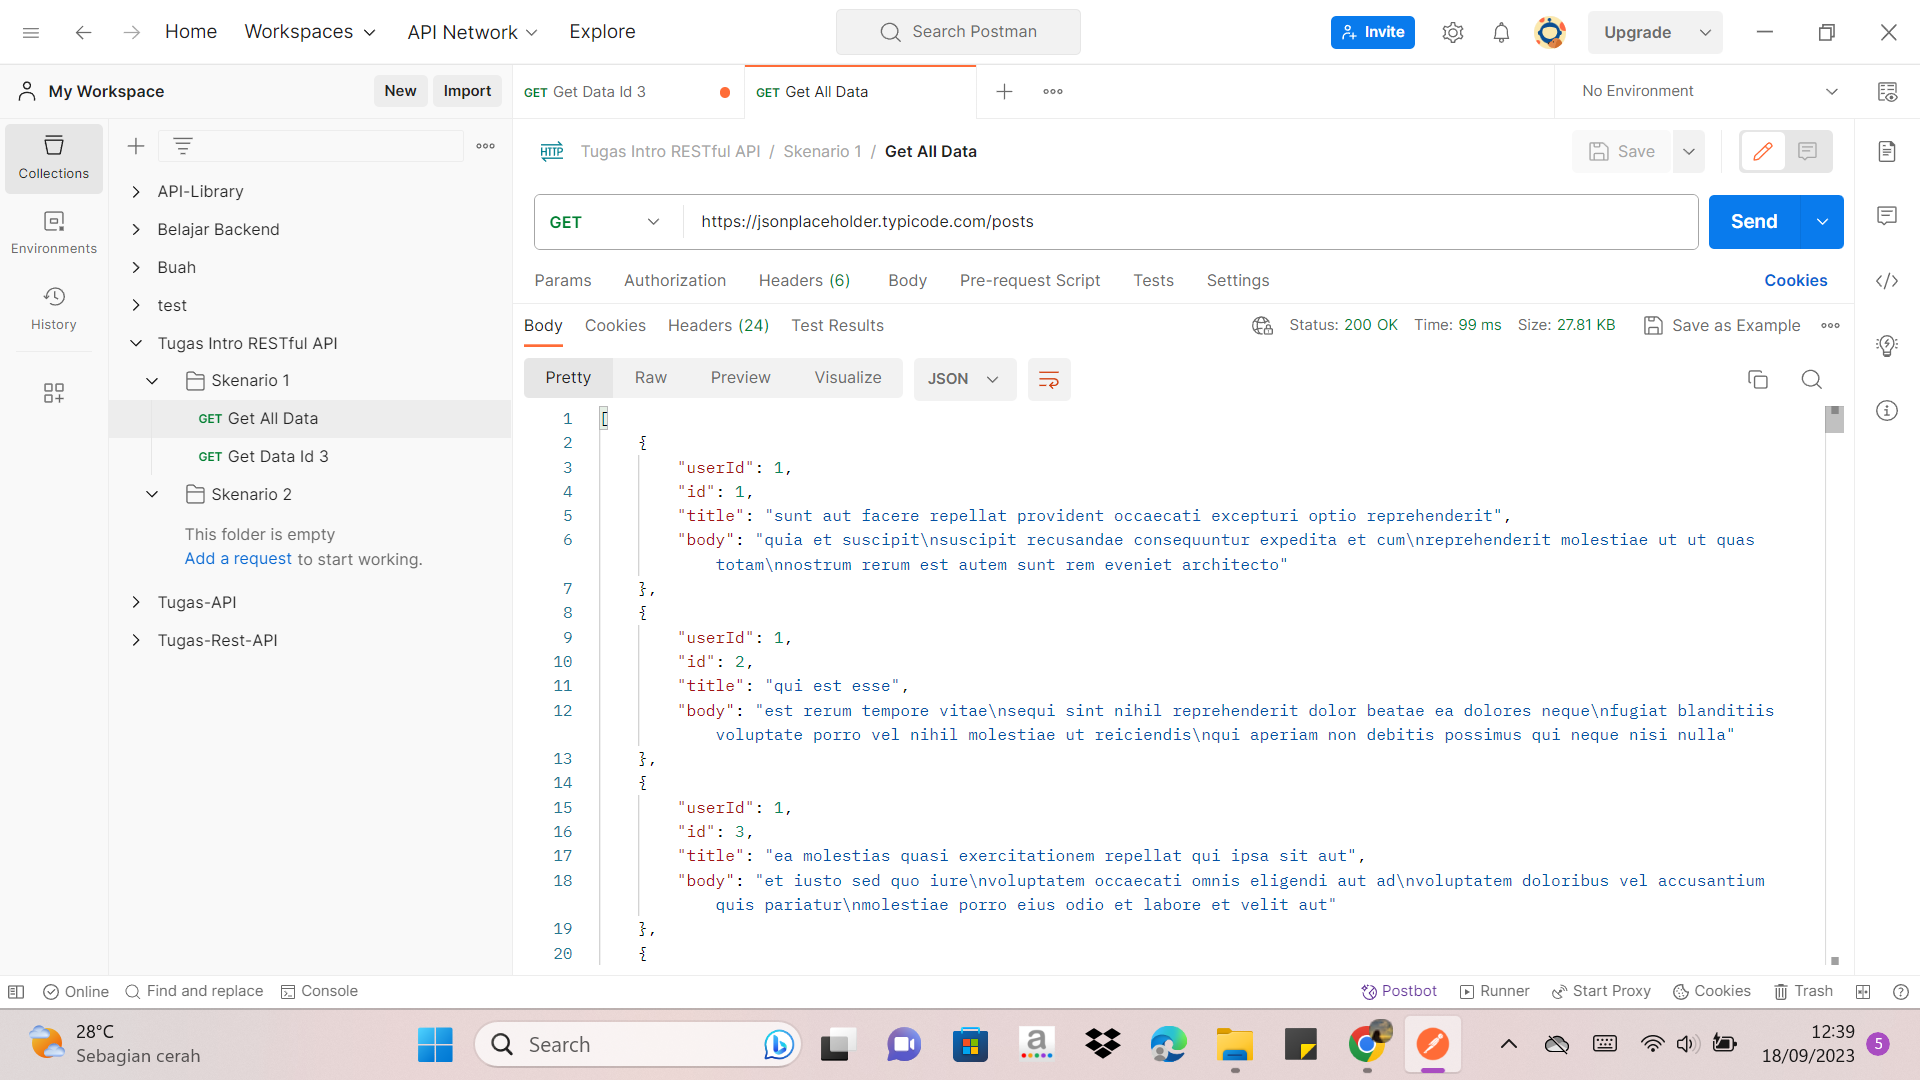 Home
Workspaces
API Network
Explore
Search Postman
Invite
Upgrade
My Workspace
New
Import
GET Get Data Id 3
GET Get All Data
No Environment
Collections
Environments
History
API-Library
Belajar Backend
Buah
test
Tugas Intro RESTful API
Skenario 1
GET Get All Data
GET Get Data Id 3
Skenario 2
This folder is empty
Add a request to start working.
Tugas-API
Tugas-Rest-API
HTTP Tugas Intro RESTful API / Skenario 1 / Get All Data
Save
GET https://jsonplaceholder.typicode.com/posts
Send
Params Authorization Headers (6) Body Pre-request Script Tests Settings Cookies
Body Cookies Headers (24) Test Results
Status: 200 OK Time: 99 ms Size: 27.81 KB Save as Example
Pretty Raw Preview Visualize JSON
1 [
2 {
3 "userId": 1,
4 "id": 1,
5 "title": "sunt aut facere repellat provident occaecati excepturi optio reprehenderit",
6 "body": "quia et suscipit\nsuscipit recusandae consequuntur expedita et cum\nreprehenderit molestiae ut ut quas
totam\nnostrum rerum est autem sunt rem eveniet architecto"
7 },
8 {
9 "userId": 1,
10 "id": 2,
11 "title": "qui est esse",
12 "body": "est rerum tempore vitae\nsequi sint nihil reprehenderit dolor beatae ea dolores neque\nfugiat blanditiis
voluptate porro vel nihil molestiae ut reiciendis\nqui aperiam non debitis possimus qui neque nisi nulla"
13 },
14 {
15 "userId": 1,
16 "id": 3,
17 "title": "ea molestias quasi exercitationem repellat qui ipsa sit aut",
18 "body": "et iusto sed quo iure\nvoluptatem occaecati omnis eligendi aut ad\nvoluptatem doloribus vel accusantium
quis pariatur\nmolestiae porro eius odio et labore et velit aut"
19 },
20 {
Online Find and replace Console
Postbot Runner Start Proxy Cookies Trash
28°C
Sebagian cerah
Search
a
12:39
18/09/2023
5